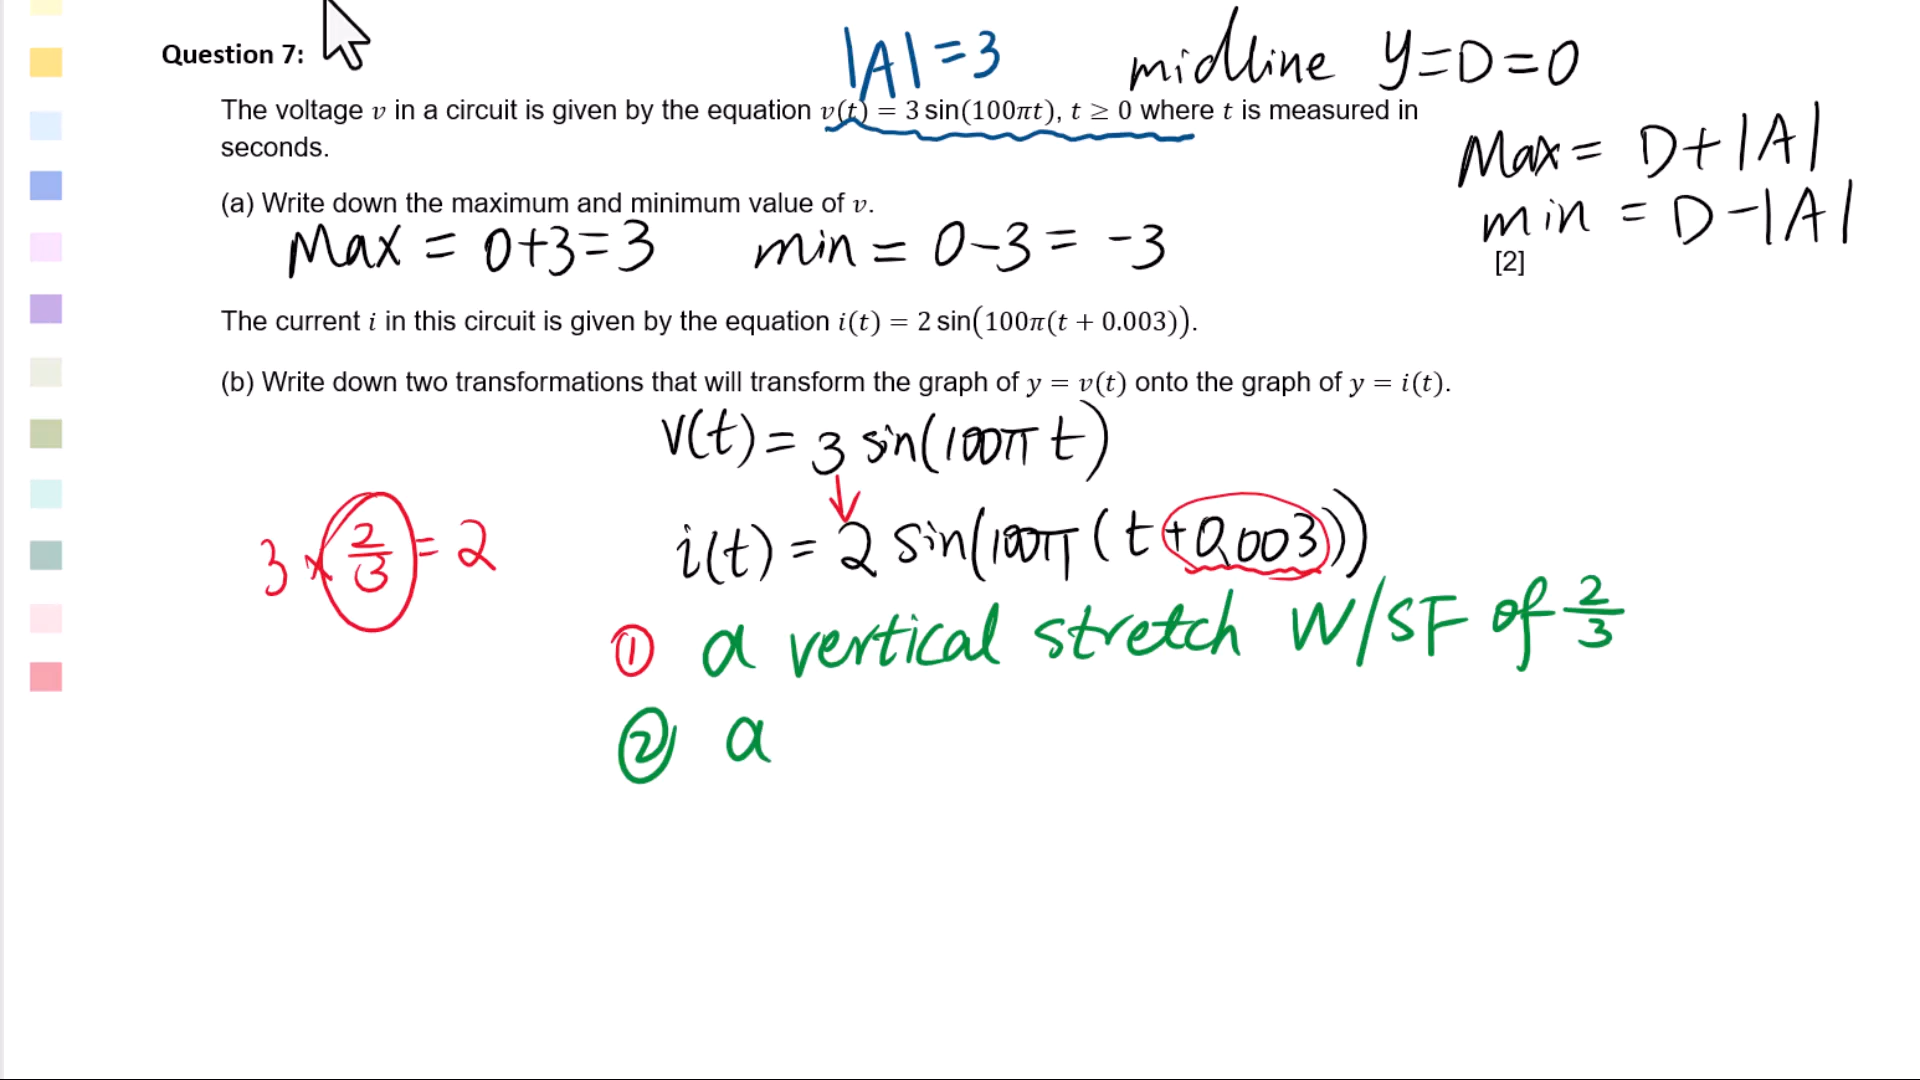 |A|=3 midline y=D=0
Question 7:
The voltage v in a circuit is given by the equation v(t) = 3 sin(100πt), t ≥ 0 where t is measured in
seconds.
Max = D+|A|
min = D-|A|
(a) Write down the maximum and minimum value of v.
Max = 0+3=3 min = 0-3 = -3
[2]
The current i in this circuit is given by the equation i(t) = 2 sin(100π(t + 0.003)).
(b) Write down two transformations that will transform the graph of y = v(t) onto the graph of y = i(t).
v(t) = 3 sin(100π t)
i(t) = 2 sin(100π (t+0.003))
3 × 2/3 = 2
① a vertical stretch W/SF of 2/3
② a